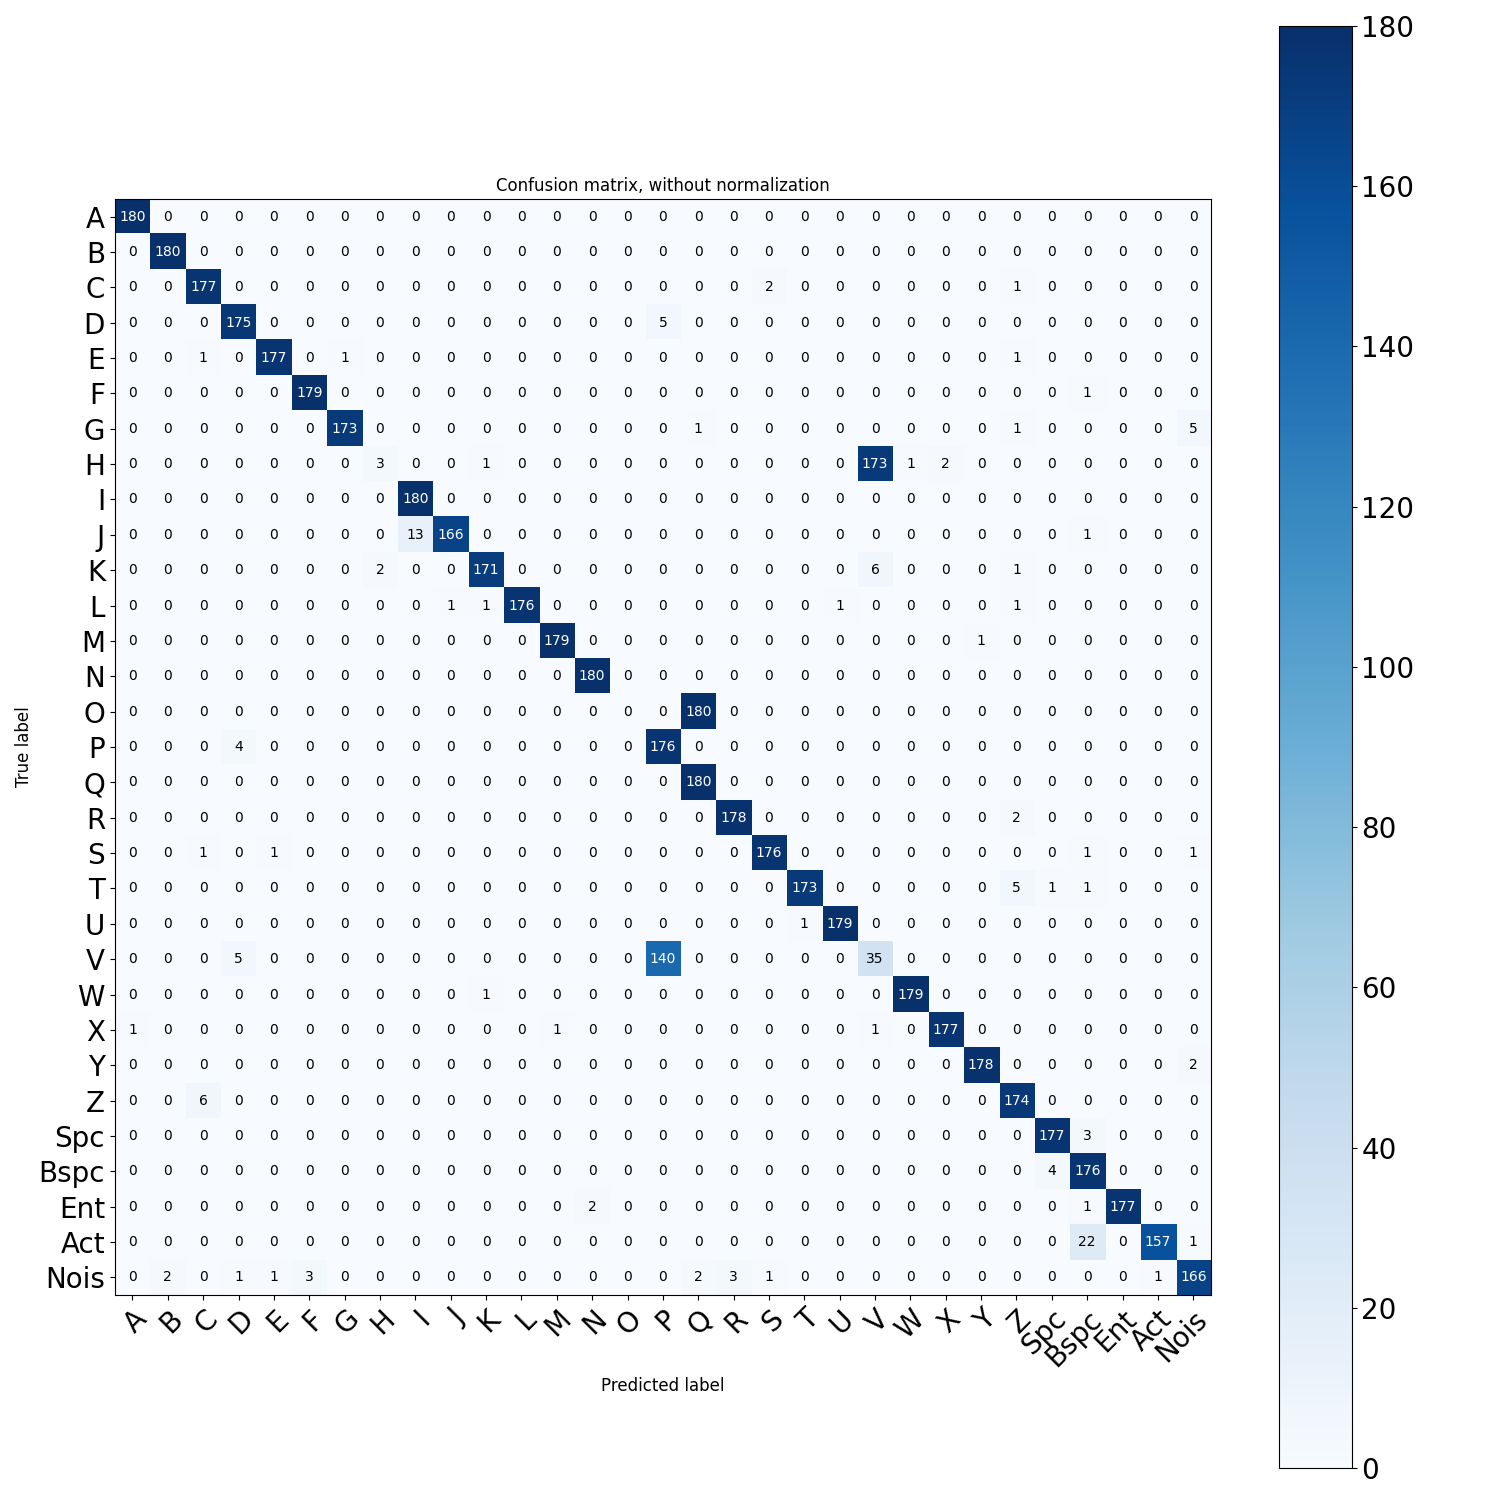 Confusion matrix, without normalization
A 180 0 0 0 0 0 0 0 0 0 0 0 0 0 0 0 0 0 0 0 0 0 0 0 0 0 0 0 0 0 0
B 0 180 0 0 0 0 0 0 0 0 0 0 0 0 0 0 0 0 0 0 0 0 0 0 0 0 0 0 0 0 0
C 0 0 177 0 0 0 0 0 0 0 0 0 0 0 0 0 0 0 2 0 0 0 0 0 0 1 0 0 0 0 0
D 0 0 0 175 0 0 0 0 0 0 0 0 0 0 0 5 0 0 0 0 0 0 0 0 0 0 0 0 0 0 0
E 0 0 1 0 177 0 1 0 0 0 0 0 0 0 0 0 0 0 0 0 0 0 0 0 0 1 0 0 0 0 0
F 0 0 0 0 0 179 0 0 0 0 0 0 0 0 0 0 0 0 0 0 0 0 0 0 0 0 0 1 0 0 0
G 0 0 0 0 0 0 173 0 0 0 0 0 0 0 0 0 1 0 0 0 0 0 0 0 0 1 0 0 0 0 5
H 0 0 0 0 0 0 0 3 0 0 1 0 0 0 0 0 0 0 0 0 0 173 1 2 0 0 0 0 0 0 0
I 0 0 0 0 0 0 0 0 180 0 0 0 0 0 0 0 0 0 0 0 0 0 0 0 0 0 0 0 0 0 0
J 0 0 0 0 0 0 0 0 13 166 0 0 0 0 0 0 0 0 0 0 0 0 0 0 0 0 0 1 0 0 0
K 0 0 0 0 0 0 0 2 0 0 171 0 0 0 0 0 0 0 0 0 0 6 0 0 0 1 0 0 0 0 0
L 0 0 0 0 0 0 0 0 0 1 1 176 0 0 0 0 0 0 0 0 1 0 0 0 0 1 0 0 0 0 0
M 0 0 0 0 0 0 0 0 0 0 0 0 179 0 0 0 0 0 0 0 0 0 0 0 1 0 0 0 0 0 0
N 0 0 0 0 0 0 0 0 0 0 0 0 0 180 0 0 0 0 0 0 0 0 0 0 0 0 0 0 0 0 0
O 0 0 0 0 0 0 0 0 0 0 0 0 0 0 0 0 180 0 0 0 0 0 0 0 0 0 0 0 0 0 0
P 0 0 0 4 0 0 0 0 0 0 0 0 0 0 0 176 0 0 0 0 0 0 0 0 0 0 0 0 0 0 0
Q 0 0 0 0 0 0 0 0 0 0 0 0 0 0 0 0 180 0 0 0 0 0 0 0 0 0 0 0 0 0 0
R 0 0 0 0 0 0 0 0 0 0 0 0 0 0 0 0 0 178 0 0 0 0 0 0 0 2 0 0 0 0 0
S 0 0 1 0 1 0 0 0 0 0 0 0 0 0 0 0 0 0 176 0 0 0 0 0 0 0 0 1 0 0 1
T 0 0 0 0 0 0 0 0 0 0 0 0 0 0 0 0 0 0 0 173 0 0 0 0 0 5 1 1 0 0 0
U 0 0 0 0 0 0 0 0 0 0 0 0 0 0 0 0 0 0 0 1 179 0 0 0 0 0 0 0 0 0 0
V 0 0 0 5 0 0 0 0 0 0 0 0 0 0 0 140 0 0 0 0 0 35 0 0 0 0 0 0 0 0 0
W 0 0 0 0 0 0 0 0 0 0 1 0 0 0 0 0 0 0 0 0 0 0 179 0 0 0 0 0 0 0 0
X 1 0 0 0 0 0 0 0 0 0 0 0 1 0 0 0 0 0 0 0 0 1 0 177 0 0 0 0 0 0 0
Y 0 0 0 0 0 0 0 0 0 0 0 0 0 0 0 0 0 0 0 0 0 0 0 0 178 0 0 0 0 0 2
Z 0 0 6 0 0 0 0 0 0 0 0 0 0 0 0 0 0 0 0 0 0 0 0 0 0 174 0 0 0 0 0
Spc 0 0 0 0 0 0 0 0 0 0 0 0 0 0 0 0 0 0 0 0 0 0 0 0 0 0 177 3 0 0 0
Bspc 0 0 0 0 0 0 0 0 0 0 0 0 0 0 0 0 0 0 0 0 0 0 0 0 0 0 4 176 0 0 0
Ent 0 0 0 0 0 0 0 0 0 0 0 0 0 2 0 0 0 0 0 0 0 0 0 0 0 0 0 1 177 0 0
Act 0 0 0 0 0 0 0 0 0 0 0 0 0 0 0 0 0 0 0 0 0 0 0 0 0 0 0 22 0 157 1
Nois 0 2 0 1 1 3 0 0 0 0 0 0 0 0 0 0 2 3 1 0 0 0 0 0 0 0 0 0 0 1 166
A B C D E F G H I J K L M N O P Q R S T U V W X Y Z Spc Bspc Ent Act Nois
Predicted label
True label
180
160
140
120
100
80
60
40
20
0